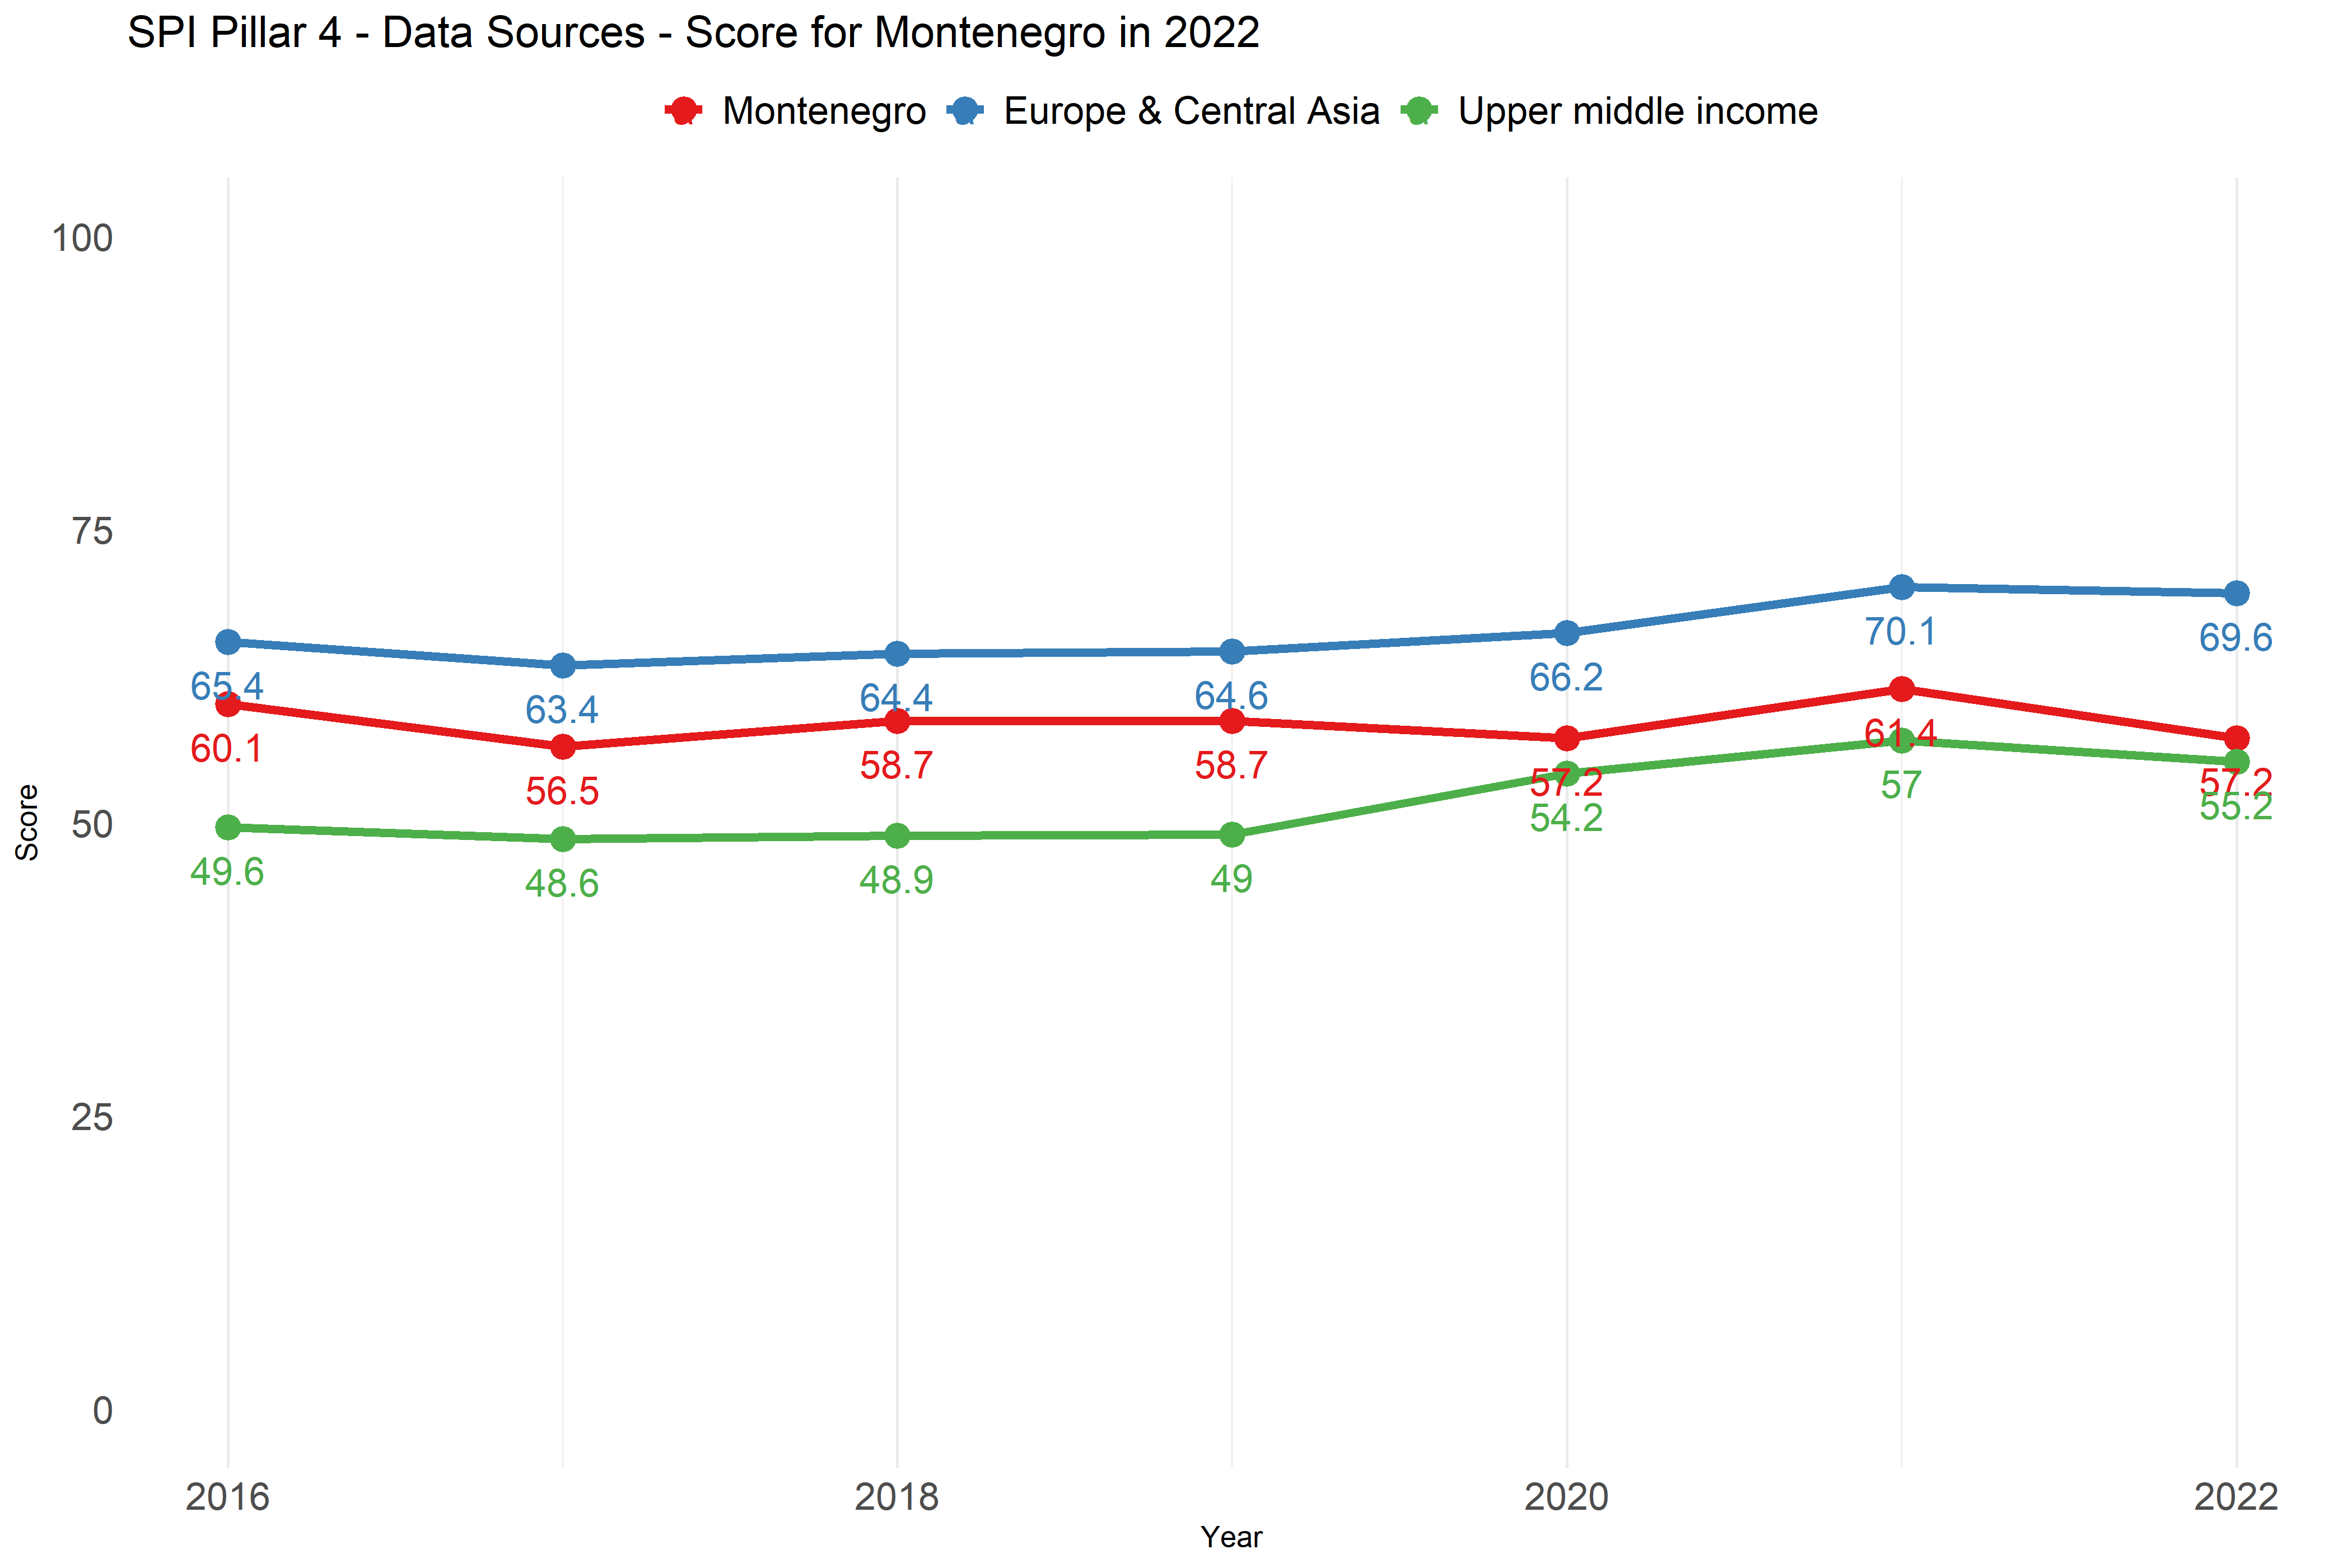 SPI Pillar 4 - Data Sources - Score for Montenegro in 2022
Montenegro Europe & Central Asia Upper middle income
100
75
50
25
0
Score
65.4 63.4 64.4 64.6 66.2 70.1 69.6
60.1 56.5 58.7 58.7 57.2 61.4 57.2
49.6 48.6 48.9 49 54.2 57 55.2
2016 2018 2020 2022
Year